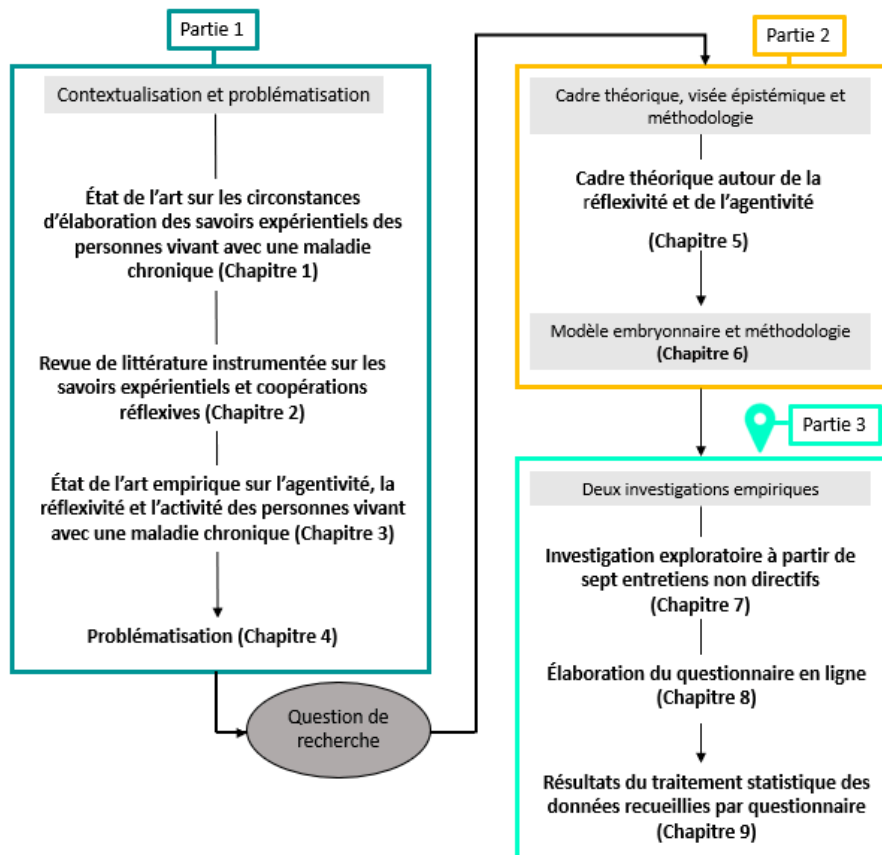 Partie 1
Contextualisation et problématisation
État de l'art sur les circonstances
d'élaboration des savoirs expérientiels des
personnes vivant avec une maladie
chronique (Chapitre 1)
Revue de littérature instrumentée sur les
savoirs expérientiels et coopérations
réflexives (Chapitre 2)
État de l'art empirique sur l'agentivité, la
réflexivité et l'activité des personnes vivant
avec une maladie chronique (Chapitre 3)
Problématisation (Chapitre 4)
Question de
recherche
Partie 2
Cadre théorique, visée épistémique et
méthodologie
Cadre théorique autour de la
réflexivité et de l'agentivité
(Chapitre 5)
Modèle embryonnaire et méthodologie
(Chapitre 6)
Partie 3
Deux investigations empiriques
Investigation exploratoire à partir de
sept entretiens non directifs
(Chapitre 7)
Élaboration du questionnaire en ligne
(Chapitre 8)
Résultats du traitement statistique des
données recueillies par questionnaire
(Chapitre 9)